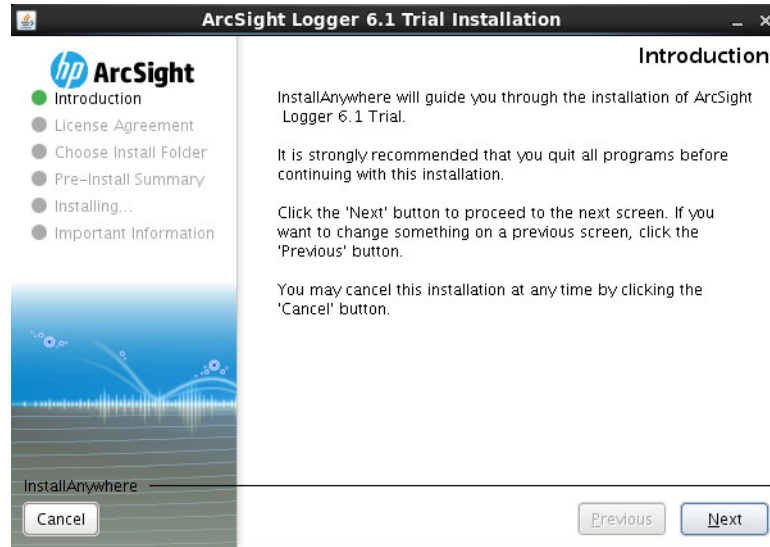 ArcSight Logger 6.1 Trial Installation
hp ArcSight
Introduction
License Agreement
Choose Install Folder
Pre-Install Summary
Installing...
Important Information
Introduction
InstallAnywhere will guide you through the installation of ArcSight
Logger 6.1 Trial.
It is strongly recommended that you quit all programs before
continuing with this installation.
Click the 'Next' button to proceed to the next screen. If you
want to change something on a previous screen, click the
'Previous' button.
You may cancel this installation at any time by clicking the
'Cancel' button.
InstallAnywhere
Cancel
Previous
Next